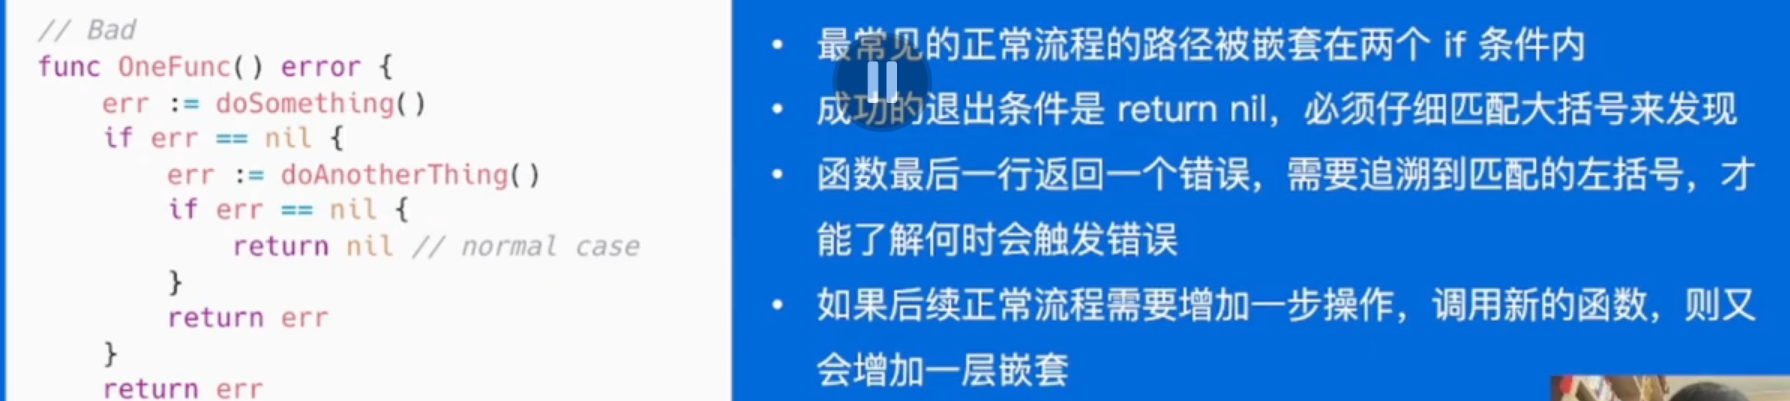 // Bad
func OneFunc() error {
    err := doSomething()
    if err == nil {
        err := doAnotherThing()
        if err == nil {
            return nil // normal case
        }
        return err
    }
    return err
• 最常见的正常流程的路径被嵌套在两个 if 条件内
• 成功的退出条件是 return nil，必须仔细匹配大括号来发现
• 函数最后一行返回一个错误，需要追溯到匹配的左括号，才
能了解何时会触发错误
• 如果后续正常流程需要增加一步操作，调用新的函数，则又
会增加一层嵌套